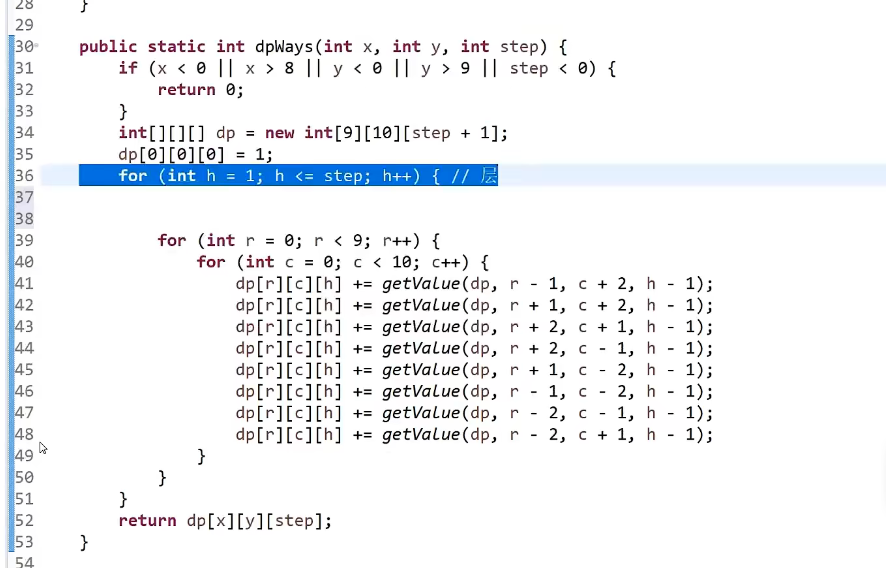 28 }
29
30 public static int dpWays(int x, int y, int step) {
31 if (x < 0 || x > 8 || y < 0 || y > 9 || step < 0) {
32 return 0;
33 }
34 int[][][] dp = new int[9][10][step + 1];
35 dp[0][0][0] = 1;
36 for (int h = 1; h <= step; h++) { // 层
37
38
39 for (int r = 0; r < 9; r++) {
40 for (int c = 0; c < 10; c++) {
41 dp[r][c][h] += getValue(dp, r - 1, c + 2, h - 1);
42 dp[r][c][h] += getValue(dp, r + 1, c + 2, h - 1);
43 dp[r][c][h] += getValue(dp, r + 2, c + 1, h - 1);
44 dp[r][c][h] += getValue(dp, r + 2, c - 1, h - 1);
45 dp[r][c][h] += getValue(dp, r + 1, c - 2, h - 1);
46 dp[r][c][h] += getValue(dp, r - 1, c - 2, h - 1);
47 dp[r][c][h] += getValue(dp, r - 2, c - 1, h - 1);
48 dp[r][c][h] += getValue(dp, r - 2, c + 1, h - 1);
49 }
50 }
51 }
52 return dp[x][y][step];
53 }
54